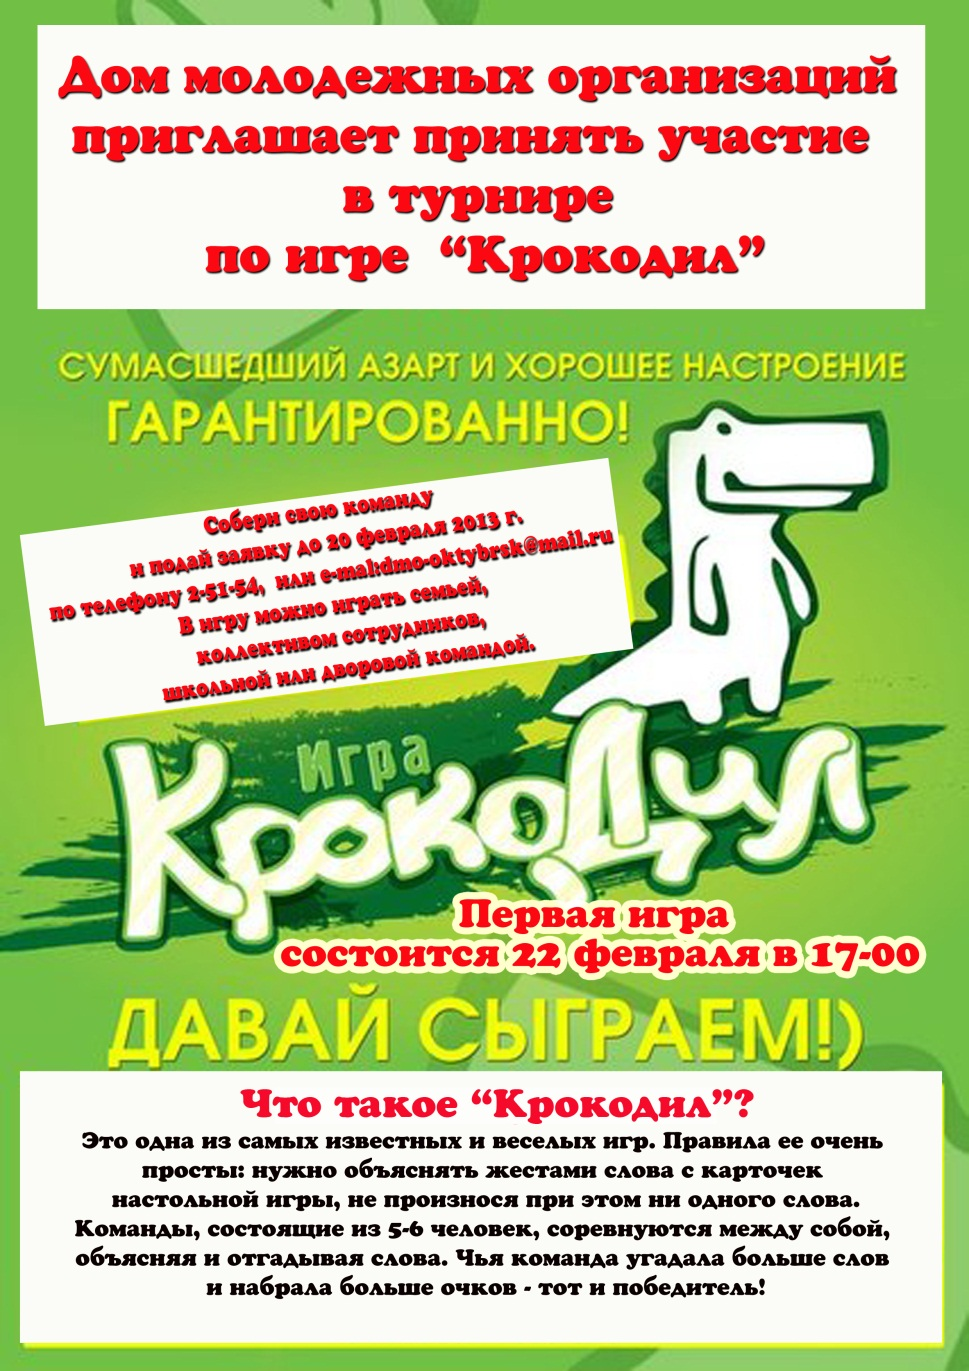 Дом молодежных организаций
приглашает принять участие
в турнире
по игре “Крокодил”
СУМАСШЕДШИЙ АЗАРТ И ХОРОШЕЕ НАСТРОЕНИЕ
ГАРАНТИРОВАННО!
Собери свою команду
и подай заявку до 20 февраля 2013 г.
по телефону 2-51-54, или e-mal:dmo-oktybrsk@mail.ru
В игру можно играть семьей,
коллективом сотрудников,
школьной или дворовой командой.
Игра
Крокодил
Первая игра
состоится 22 февраля в 17-00
ДАВАЙ СЫГРАЕМ!)
Что такое “Крокодил”?
Это одна из самых известных и веселых игр. Правила ее очень
просты: нужно объяснять жестами слова с карточек
настольной игры, не произнося при этом ни одного слова.
Команды, состоящие из 5-6 человек, соревнуются между собой,
объясняя и отгадывая слова. Чья команда угадала больше слов
и набрала больше очков - тот и победитель!